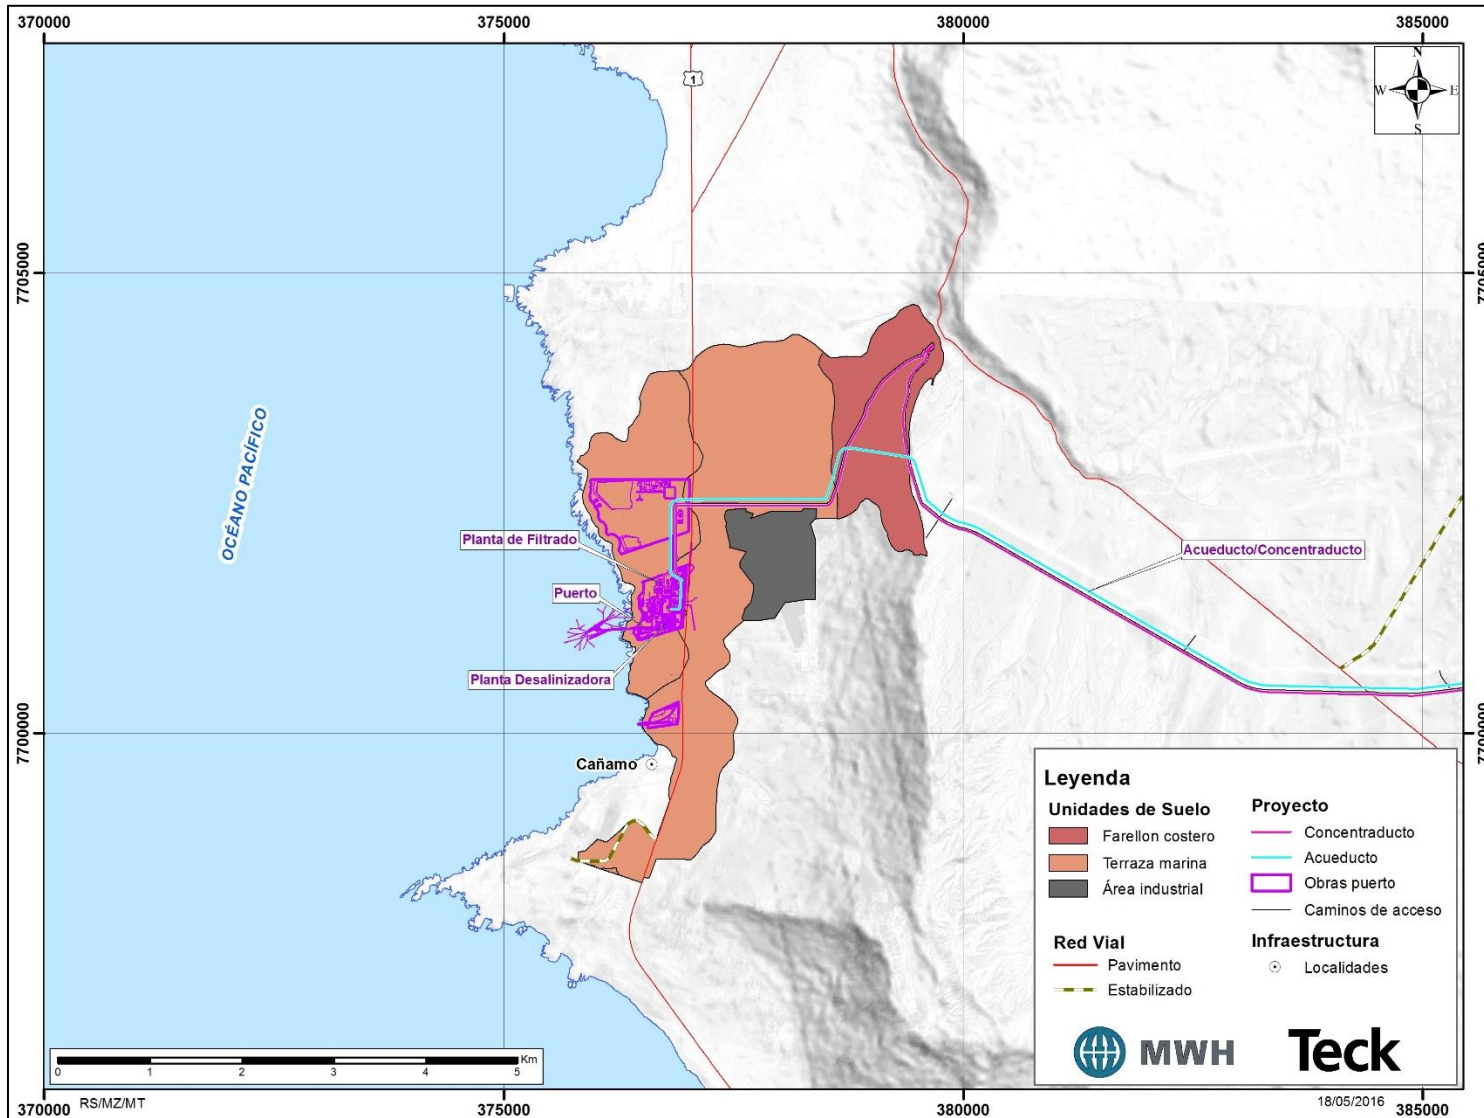 370000
375000
380000
385000
7705000
7705000
7700000
7700000
1
N
W
E
S
OCÉANO PACÍFICO
Planta de Filtrado
Puerto
Planta Desalinizadora
Acueducto/Concentraducto
Cañamo
Leyenda
Unidades de Suelo
Farellon costero
Terraza marina
Área industrial
Red Vial
Pavimento
Estabilizado
Proyecto
Concentraducto
Acueducto
Obras puerto
Caminos de acceso
Infraestructura
Localidades
MWH
Teck
Km
0 1 2 3 4 5
RS/MZ/MT
18/05/2016
370000
375000
380000
385000